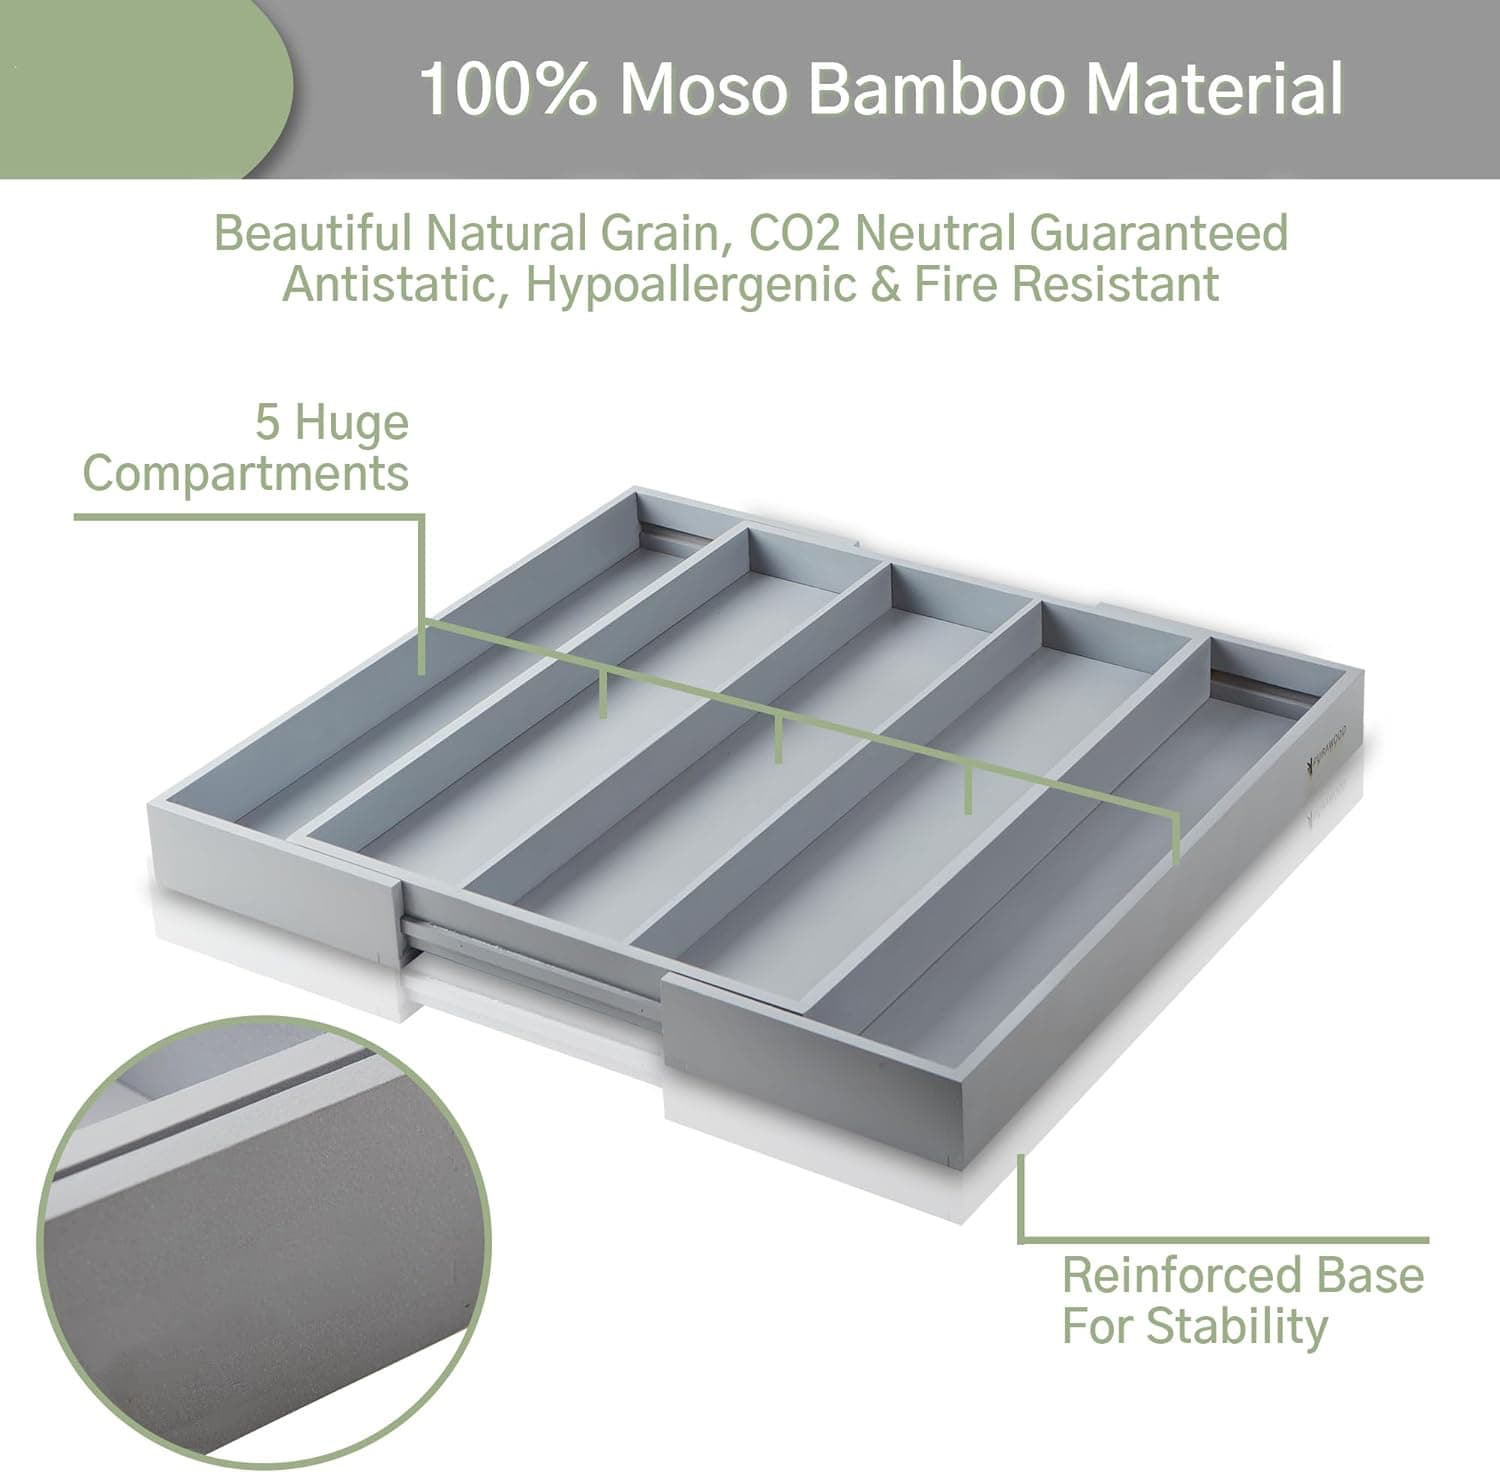 100% Moso Bamboo Material
Beautiful Natural Grain, CO2 Neutral Guaranteed
Antistatic, Hypoallergenic & Fire Resistant
5 Huge
Compartments
PURAWOOD
Reinforced Base
For Stability